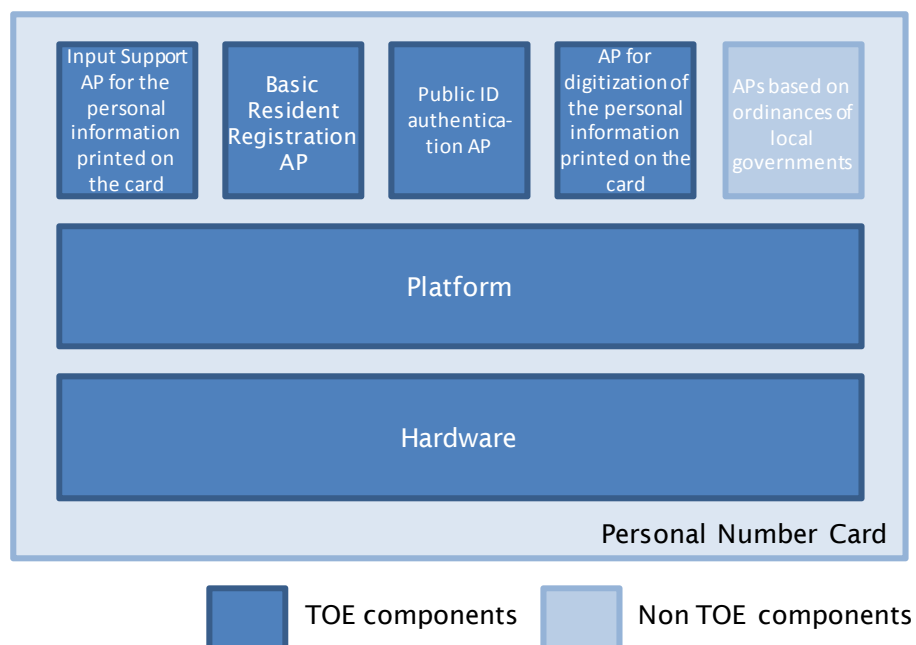 Input Support
AP for the
personal
information
printed on
the card
Basic
Resident
Registration
AP
Public ID
authentica-
tion AP
AP for
digitization of
the personal
information
printed on the
card
APs based on
ordinances of
local
governments
Platform
Hardware
Personal Number Card
TOE components
Non TOE components